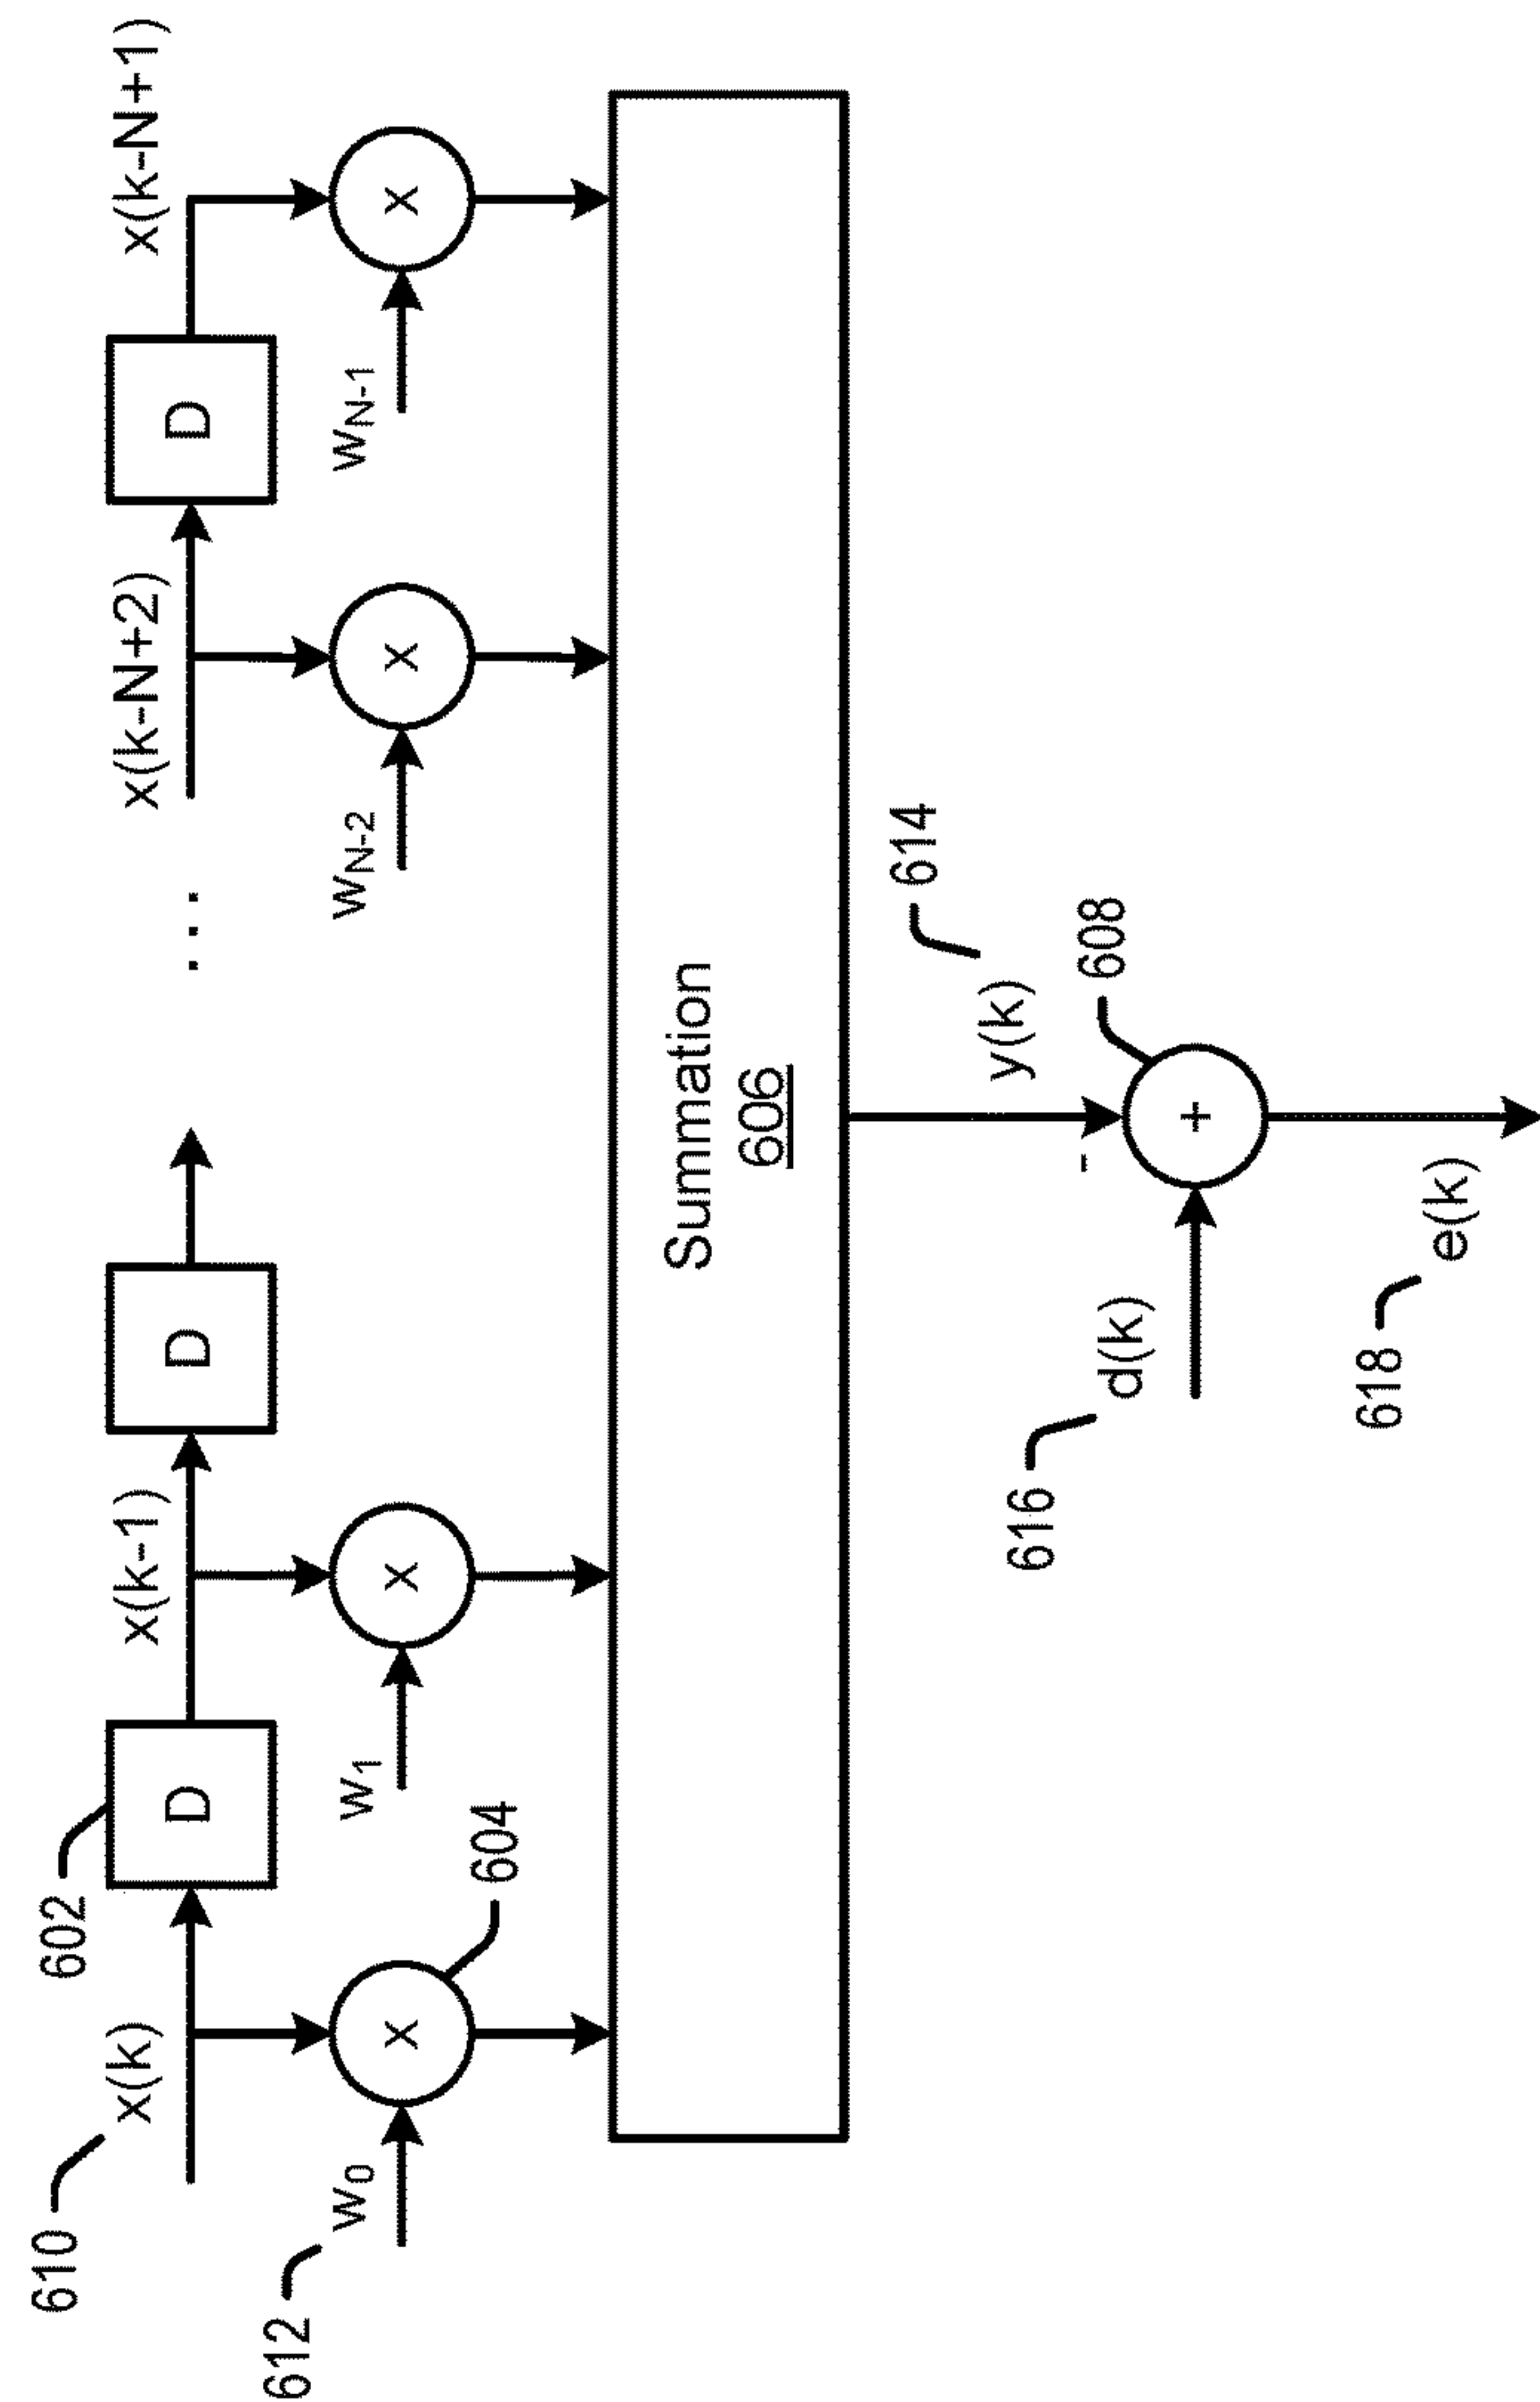 610
x(k)
602
D
x(k-1)
D
. . .
x(k-N+2)
D
x(k-N+1)
612
w0
x
604
w1
x
wN-2
x
wN-1
x
Summation
606
y(k)
614
-
608
+
616
d(k)
618
e(k)